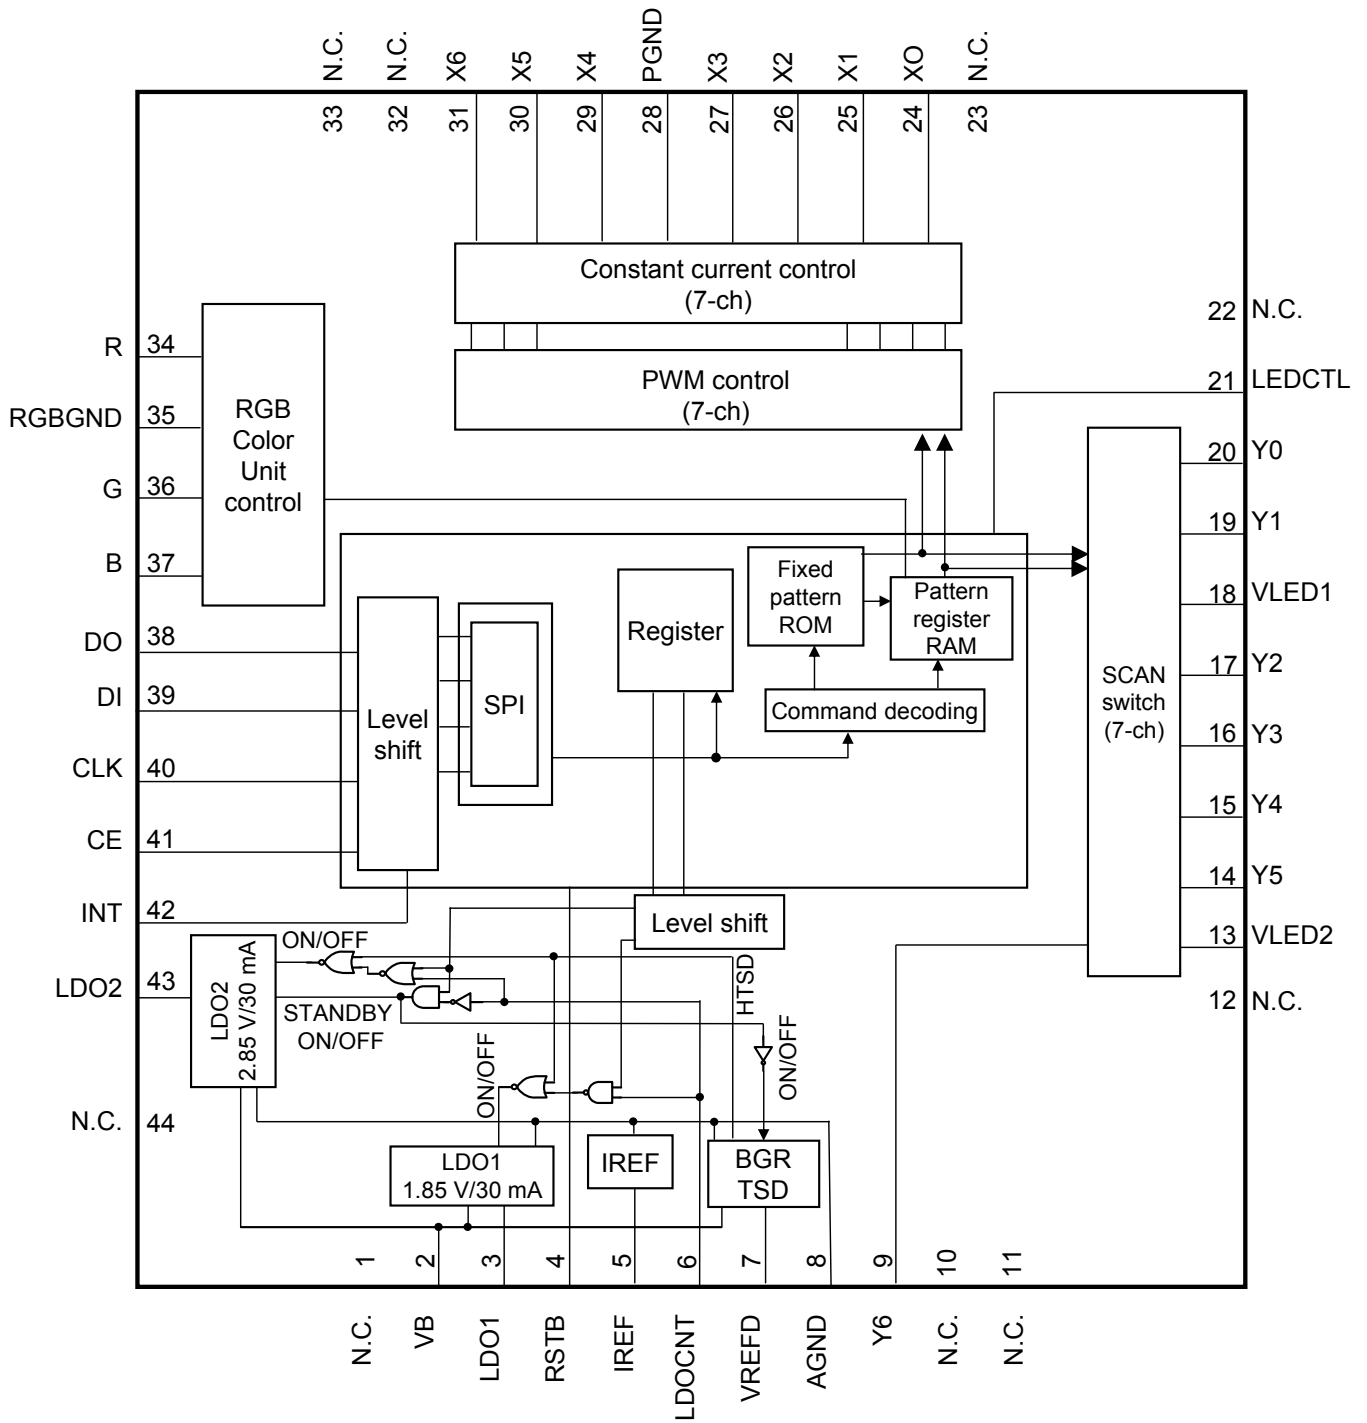 N.C.
N.C.
X6
X5
X4
PGND
X3
X2
X1
XO
N.C.
33
32
31
30
29
28
27
26
25
24
23
Constant current control
(7-ch)
PWM control
(7-ch)
22 N.C.
21 LEDCTL
20 Y0
19 Y1
18 VLED1
17 Y2
16 Y3
15 Y4
14 Y5
13 VLED2
12 N.C.
R 34
RGBGND 35
G 36
B 37
DO 38
DI 39
CLK 40
CE 41
INT 42
LDO2 43
N.C. 44
RGB
Color
Unit
control
Level
shift
SPI
Register
Fixed
pattern
ROM
Pattern
register
RAM
Command decoding
SCAN
switch
(7-ch)
Level shift
ON/OFF
LDO2
2.85 V/30 mA
STANDBY
ON/OFF
HTSD
ON/OFF
ON/OFF
LDO1
1.85 V/30 mA
IREF
BGR
TSD
1
2
3
4
5
6
7
8
9
10
11
N.C.
VB
LDO1
RSTB
IREF
LDOCNT
VREFD
AGND
Y6
N.C.
N.C.